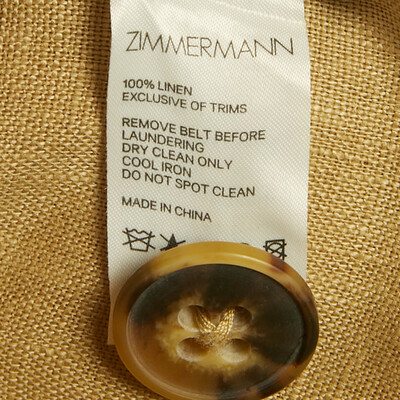 ZIMMERMANN
100% LINEN
EXCLUSIVE OF TRIMS
REMOVE BELT BEFORE
LAUNDERING
DRY CLEAN ONLY
COOL IRON
DO NOT SPOT CLEAN
MADE IN CHINA